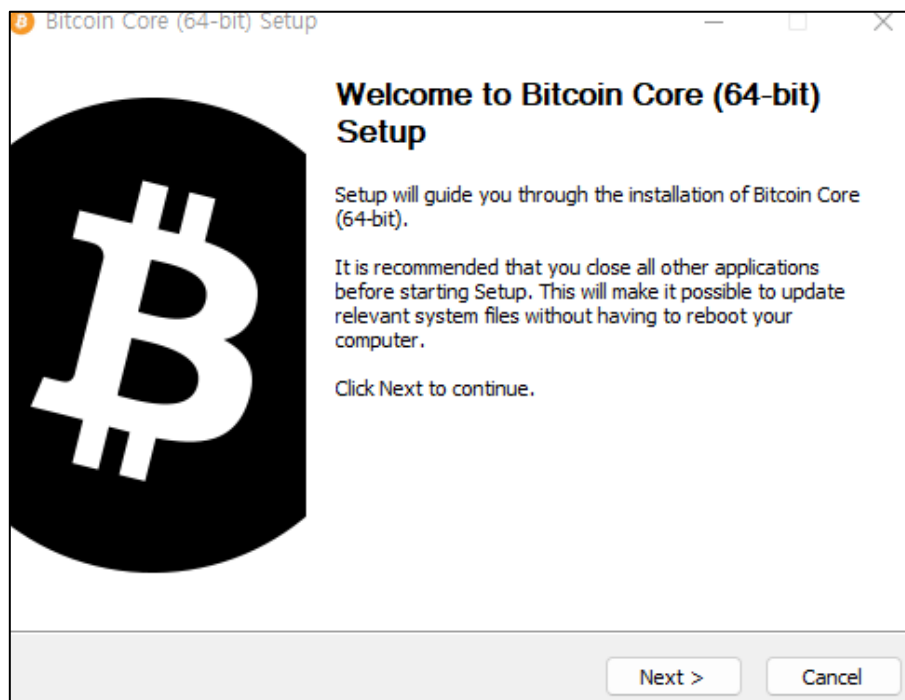 Bitcoin Core (64-bit) Setup
Welcome to Bitcoin Core (64-bit)
Setup
Setup will guide you through the installation of Bitcoin Core
(64-bit).
It is recommended that you close all other applications
before starting Setup. This will make it possible to update
relevant system files without having to reboot your
computer.
Click Next to continue.
Next >
Cancel